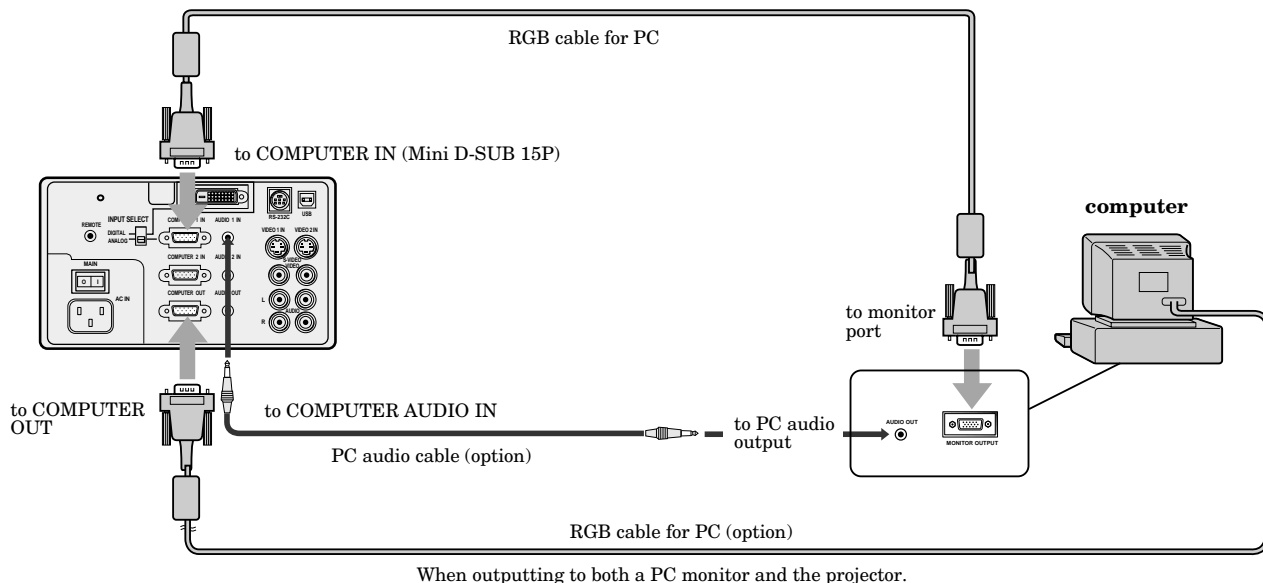 RGB cable for PC
to COMPUTER IN (Mini D-SUB 15P)
RS-232C
USB
REMOTE
INPUT SELECT
DIGITAL
ANALOG
1 IN
AUDIO 1 IN
VIDEO 1 IN
VIDEO 2 IN
S-VIDEO
VIDEO
MAIN
O I
COMPUTER 2 IN
2 IN
AC IN
COMPUTER OUT
OUT
L
AUDIO
R
computer
to monitor
port
to COMPUTER
OUT
to COMPUTER AUDIO IN
PC audio cable (option)
to PC audio
output
AUDIO OUT
MONITOR OUTPUT
RGB cable for PC (option)
When outputting to both a PC monitor and the projector.